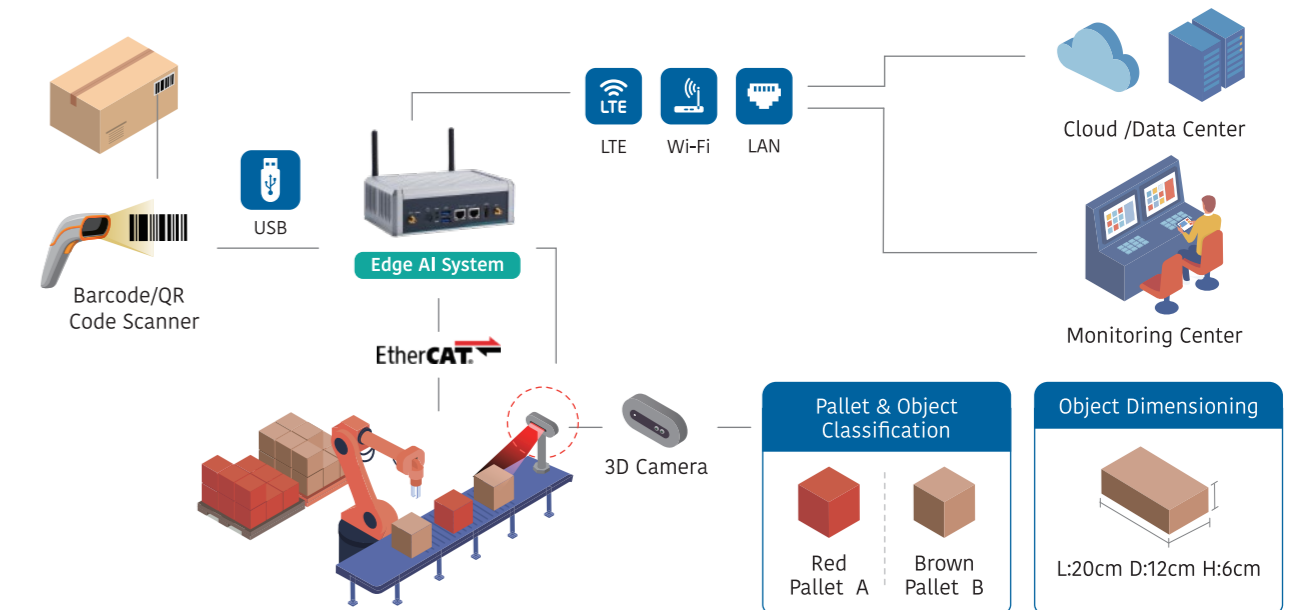 LTE
LTE
Wi-Fi
LAN
Cloud /Data Center
USB
Edge AI System
Barcode/QR
Code Scanner
Monitoring Center
EtherCAT®
3D Camera
Pallet & Object
Classification
Red
Pallet A
Brown
Pallet B
Object Dimensioning
L:20cm D:12cm H:6cm